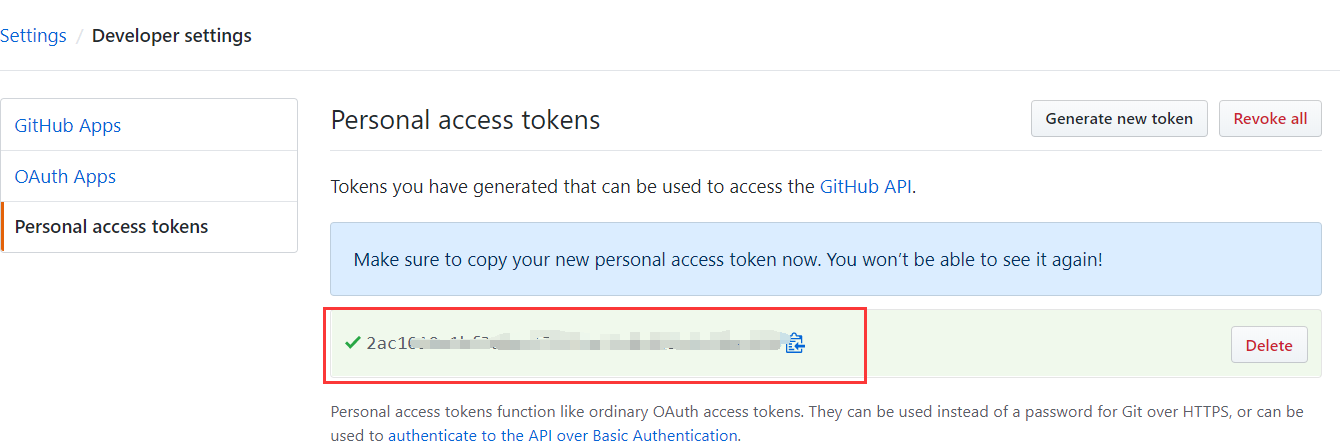 Settings / Developer settings
GitHub Apps
OAuth Apps
Personal access tokens
Personal access tokens
Generate new token
Revoke all
Tokens you have generated that can be used to access the GitHub API.
Make sure to copy your new personal access token now. You won’t be able to see it again!
Delete
Personal access tokens function like ordinary OAuth access tokens. They can be used instead of a password for Git over HTTPS, or can be
used to authenticate to the API over Basic Authentication.